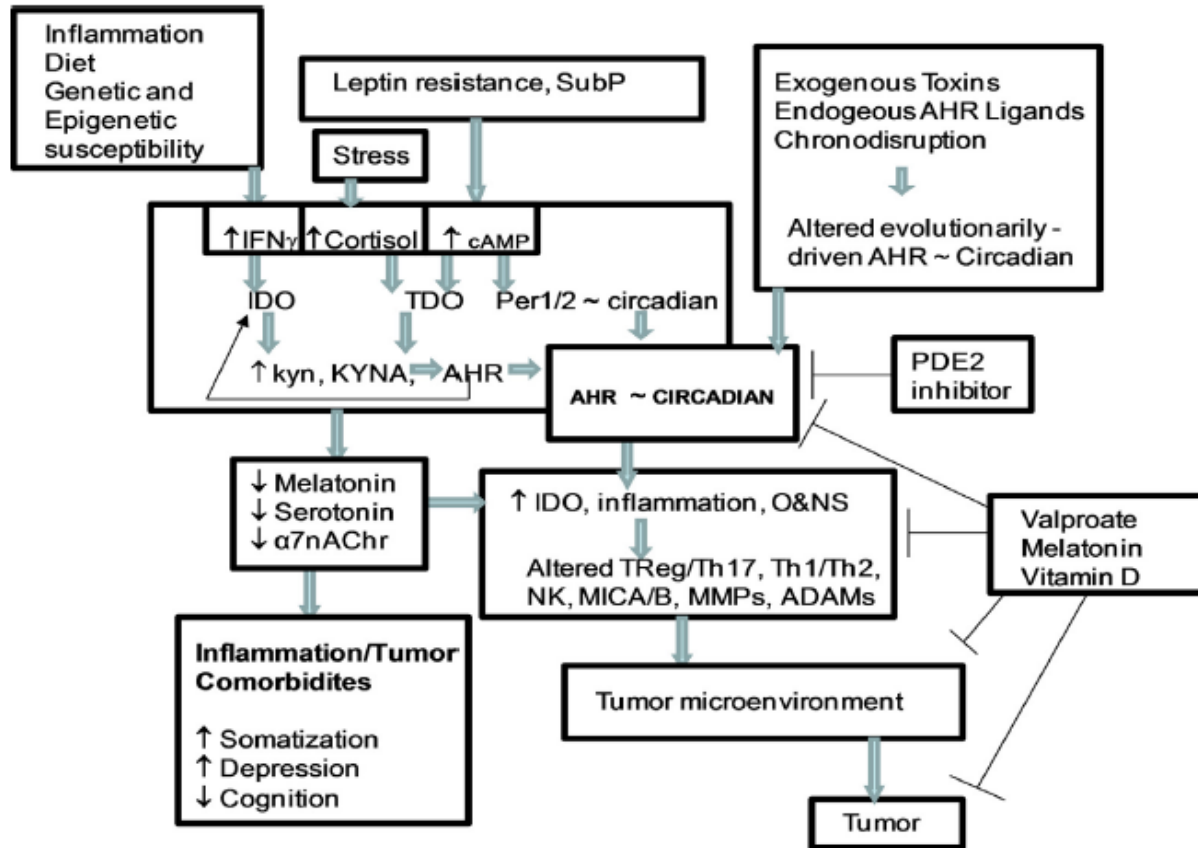 Inflammation
Diet
Genetic and
Epigenetic
susceptibility
Leptin resistance, SubP
Stress
Exogenous Toxins
Endogeous AHR Ligands
Chronodisruption
Altered evolutionarily -
driven AHR ~ Circadian
↑IFNγ
↑Cortisol
↑ cAMP
IDO
TDO
Per1/2 ~ circadian
↑ kyn, KYNA,
AHR
AHR ~ CIRCADIAN
PDE2
inhibitor
↓ Melatonin
↓ Serotonin
↓ α7nAChr
↑ IDO, inflammation, O&NS
Altered TReg/Th17, Th1/Th2,
NK, MICA/B, MMPs, ADAMs
Valproate
Melatonin
Vitamin D
Inflammation/Tumor
Comorbidites
↑ Somatization
↑ Depression
↓ Cognition
Tumor microenvironment
Tumor